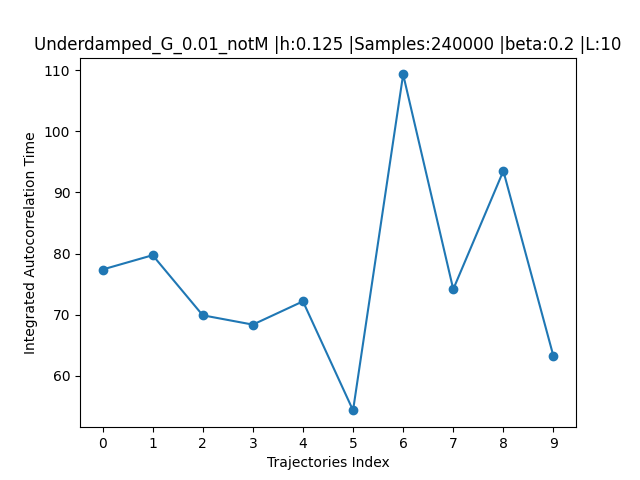 Underdamped_G_0.01_notM |h:0.125 |Samples:240000 |beta:0.2 |L:10
110
100
90
80
70
60
Integrated Autocorrelation Time
0 1 2 3 4 5 6 7 8 9
Trajectories Index